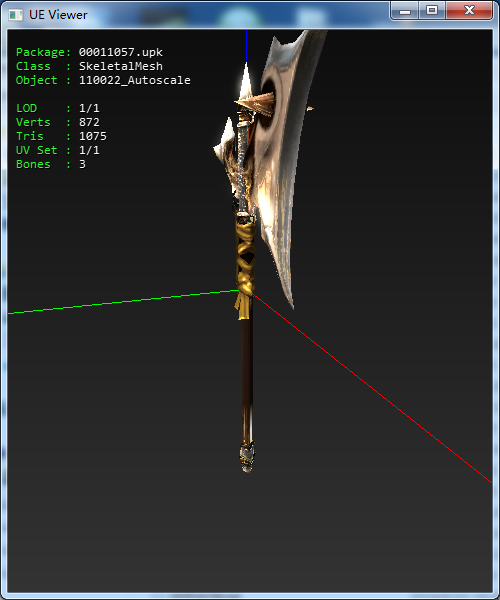 UE Viewer
Package: 00011057.upk
Class  : SkeletalMesh
Object : 110022_Autoscale
LOD    : 1/1
Verts  : 872
Tris   : 1075
UV Set : 1/1
Bones  : 3